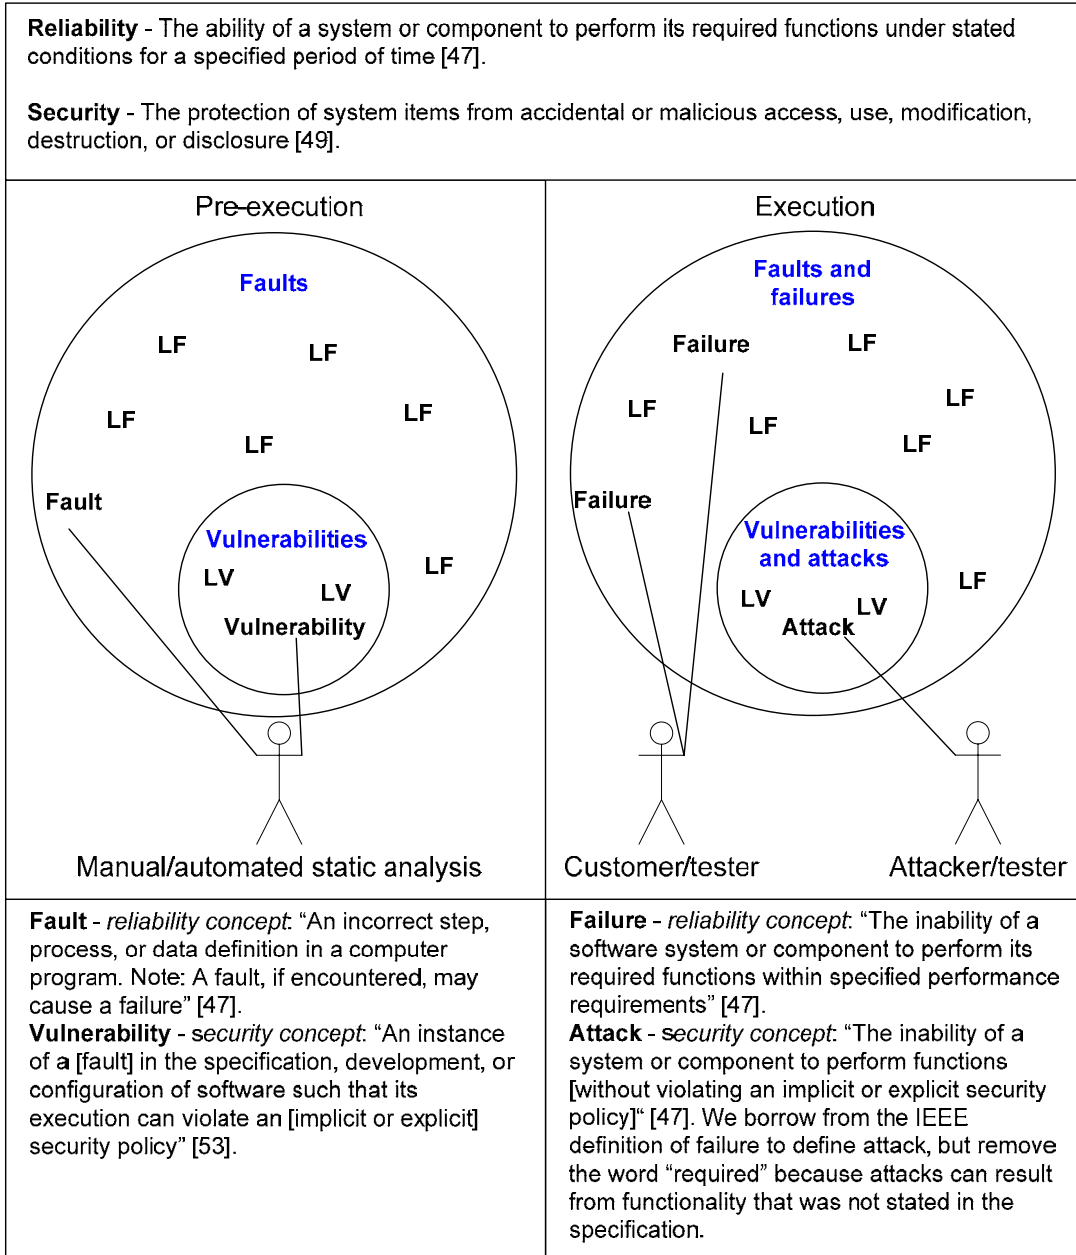 Reliability - The ability of a system or component to perform its required functions under stated
conditions for a specified period of time [47].
Security - The protection of system items from accidental or malicious access, use, modification,
destruction, or disclosure [49].
Pre-execution
Faults
LF
LF
LF
LF
LF
Fault
Vulnerabilities
LF
LV
LV
Vulnerability
Manual/automated static analysis
Execution
Faults and
failures
Failure
LF
LF
LF
LF
LF
Failure
Vulnerabilities
and attacks
LF
LV
LV
Attack
Customer/tester
Attacker/tester
Fault - reliability concept: “An incorrect step,
process, or data definition in a computer
program. Note: A fault, if encountered, may
cause a failure” [47].
Vulnerability - security concept: “An instance
of a [fault] in the specification, development, or
configuration of software such that its
execution can violate an [implicit or explicit]
security policy” [53].
Failure - reliability concept: “The inability of a
software system or component to perform its
required functions within specified performance
requirements” [47].
Attack - security concept: “The inability of a
system or component to perform functions
[without violating an implicit or explicit security
policy]“ [47]. We borrow from the IEEE
definition of failure to define attack, but remove
the word “required” because attacks can result
from functionality that was not stated in the
specification.